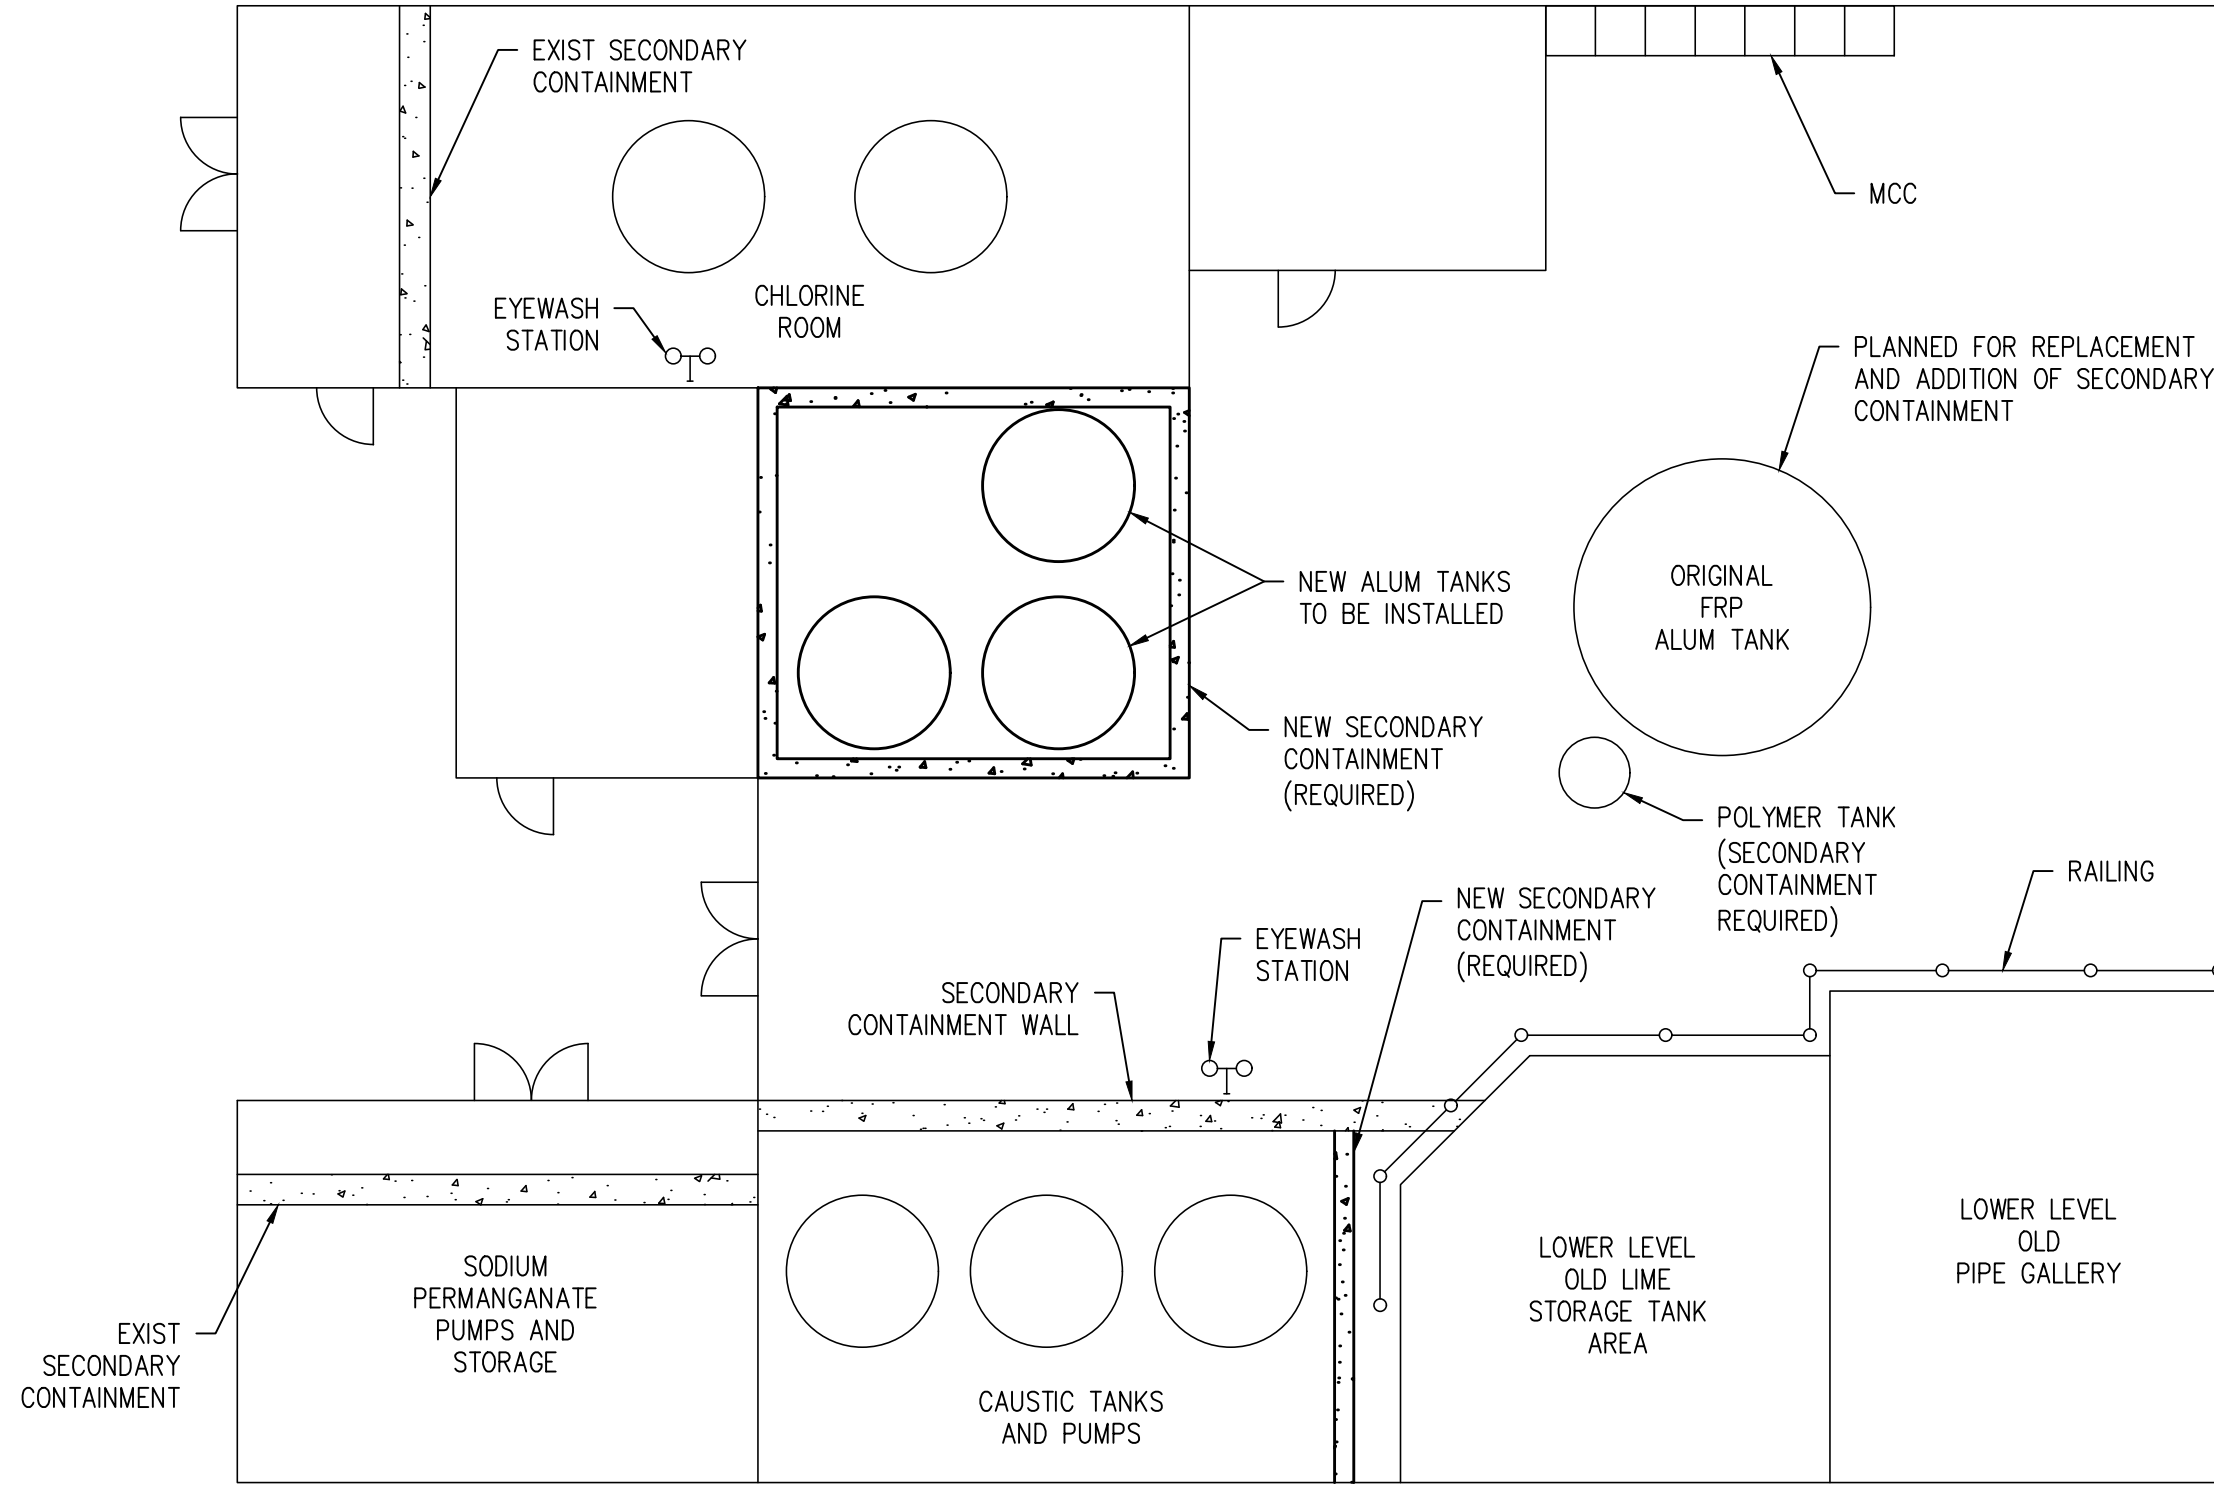 EXIST SECONDARY
CONTAINMENT
MCC
EYEWASH
STATION
CHLORINE
ROOM
PLANNED FOR REPLACEMENT
AND ADDITION OF SECONDARY
CONTAINMENT
NEW ALUM TANKS
TO BE INSTALLED
ORIGINAL
FRP
ALUM TANK
NEW SECONDARY
CONTAINMENT
(REQUIRED)
POLYMER TANK
(SECONDARY
CONTAINMENT
REQUIRED)
RAILING
NEW SECONDARY
CONTAINMENT
(REQUIRED)
EYEWASH
STATION
SECONDARY
CONTAINMENT WALL
LOWER LEVEL
OLD
PIPE GALLERY
LOWER LEVEL
OLD LIME
STORAGE TANK
AREA
SODIUM
PERMANGANATE
PUMPS AND
STORAGE
EXIST
SECONDARY
CONTAINMENT
CAUSTIC TANKS
AND PUMPS